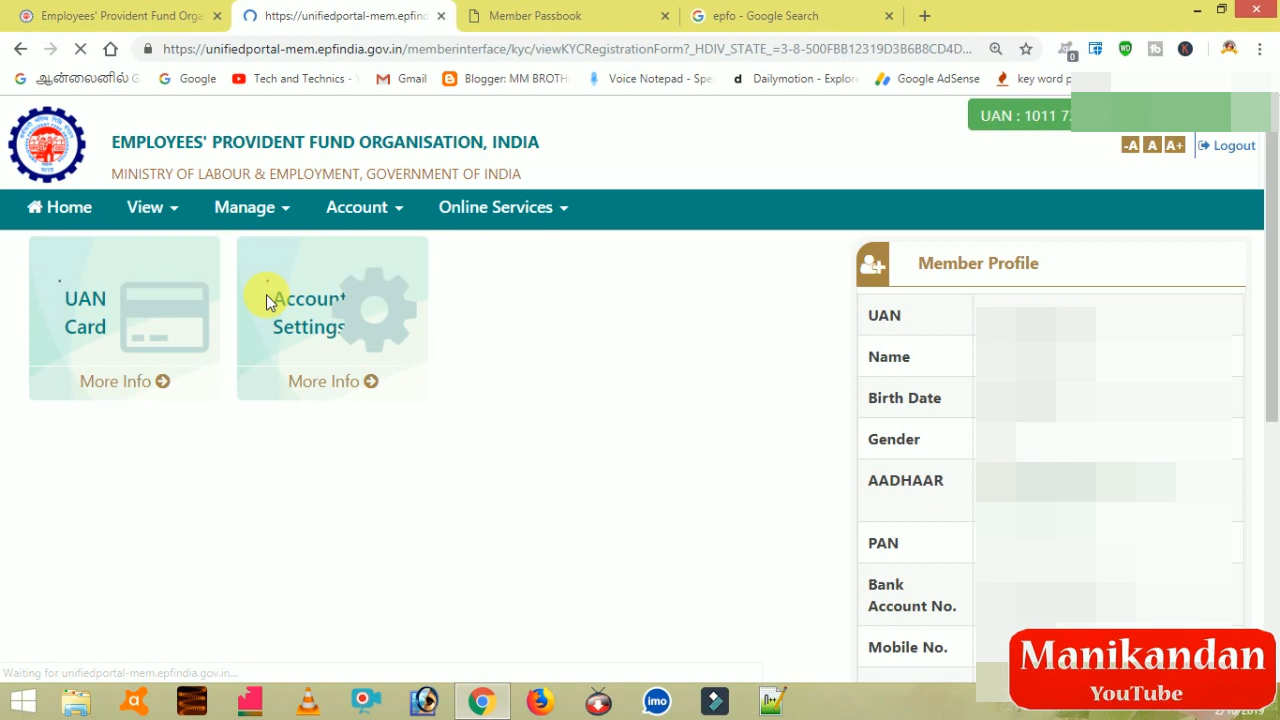 Employees' Provident Fund Orga
https://unifiedportal-mem.epfind
Member Passbook
epfo - Google Search
https://unifiedportal-mem.epfindia.gov.in/memberinterface/kyc/viewKYCRegistrationForm?_HDIV_STATE_=3-8-500FBB12319D3B6B8CD4D...
ஆன்லைனில் G
Google
Tech and Technics -
Gmail
Blogger: MM BROTH
Voice Notepad - Spe
Dailymotion - Explor
Google AdSense
key word p
UAN : 1011
EMPLOYEES' PROVIDENT FUND ORGANISATION, INDIA
MINISTRY OF LABOUR & EMPLOYMENT, GOVERNMENT OF INDIA
-A A A+
Logout
Home View Manage Account Online Services
UAN
Card
More Info
Account
Settings
More Info
Member Profile
UAN
Name
Birth Date
Gender
AADHAAR
PAN
Bank
Account No.
Mobile No.
Waiting for unifiedportal-mem.epfindia.gov.in...
imo
Manikandan
YouTube